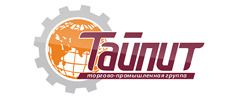 Тайпит
торгово-промышленная группа